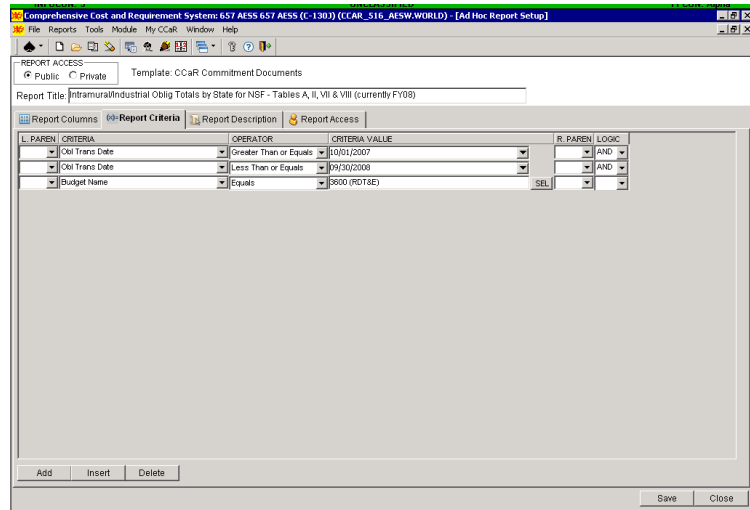 INFOCON: 3 UNCLASSIFIED FPCON: Alpha
Comprehensive Cost and Requirement System: 657 AESS 657 AESS (C-130J) (CCAR_516_AESW.WORLD) - [Ad Hoc Report Setup]
File Reports Tools Module My CCaR Window Help
REPORT ACCESS
Public Private Template: CCaR Commitment Documents
Report Title: Intramural/Industrial Oblig Totals by State for NSF - Tables A, II, VII & VIII (currently FY08)
Report Columns (x)= Report Criteria Report Description Report Access
L. PAREN CRITERIA OPERATOR CRITERIA VALUE R. PAREN LOGIC
Obl Trans Date Greater Than or Equals 10/01/2007 AND
Obl Trans Date Less Than or Equals 09/30/2008 AND
Budget Name Equals 3600 (RDT&E) SEL
Add Insert Delete
Save Close